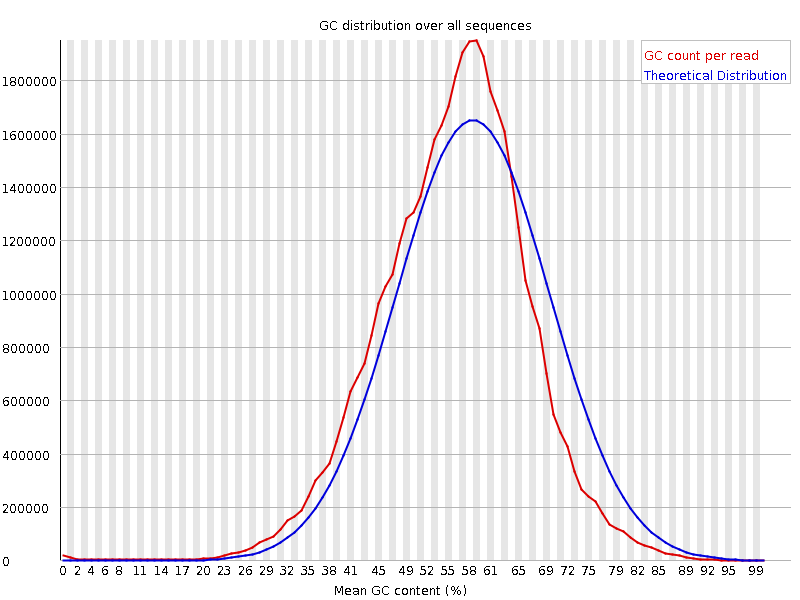 GC distribution over all sequences
GC count per read
Theoretical Distribution
1800000
1600000
1400000
1200000
1000000
800000
600000
400000
200000
0
0 2 4 6 8 11 14 17 20 23 26 29 32 35 38 41 45 49 52 55 58 61 65 69 72 75 79 82 85 89 92 95 99
Mean GC content (%)